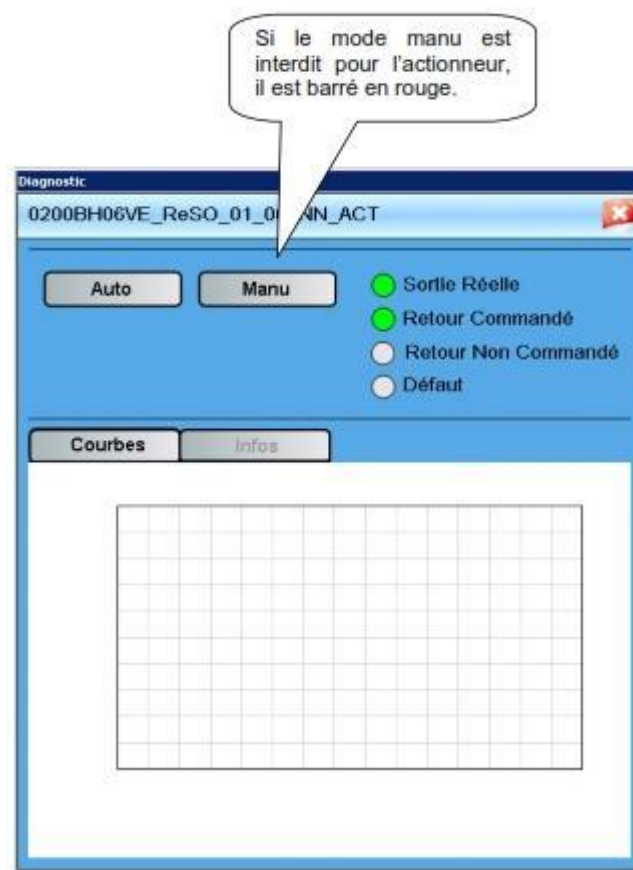 Si le mode manu est
interdit pour l'actionneur,
il est barré en rouge.
Diagnostic
0200BH06VE_ReSO_01_0 NN_ACT
Auto
Manu
Sortie Réelle
Retour Commandé
Retour Non Commandé
Défaut
Courbes
Infos